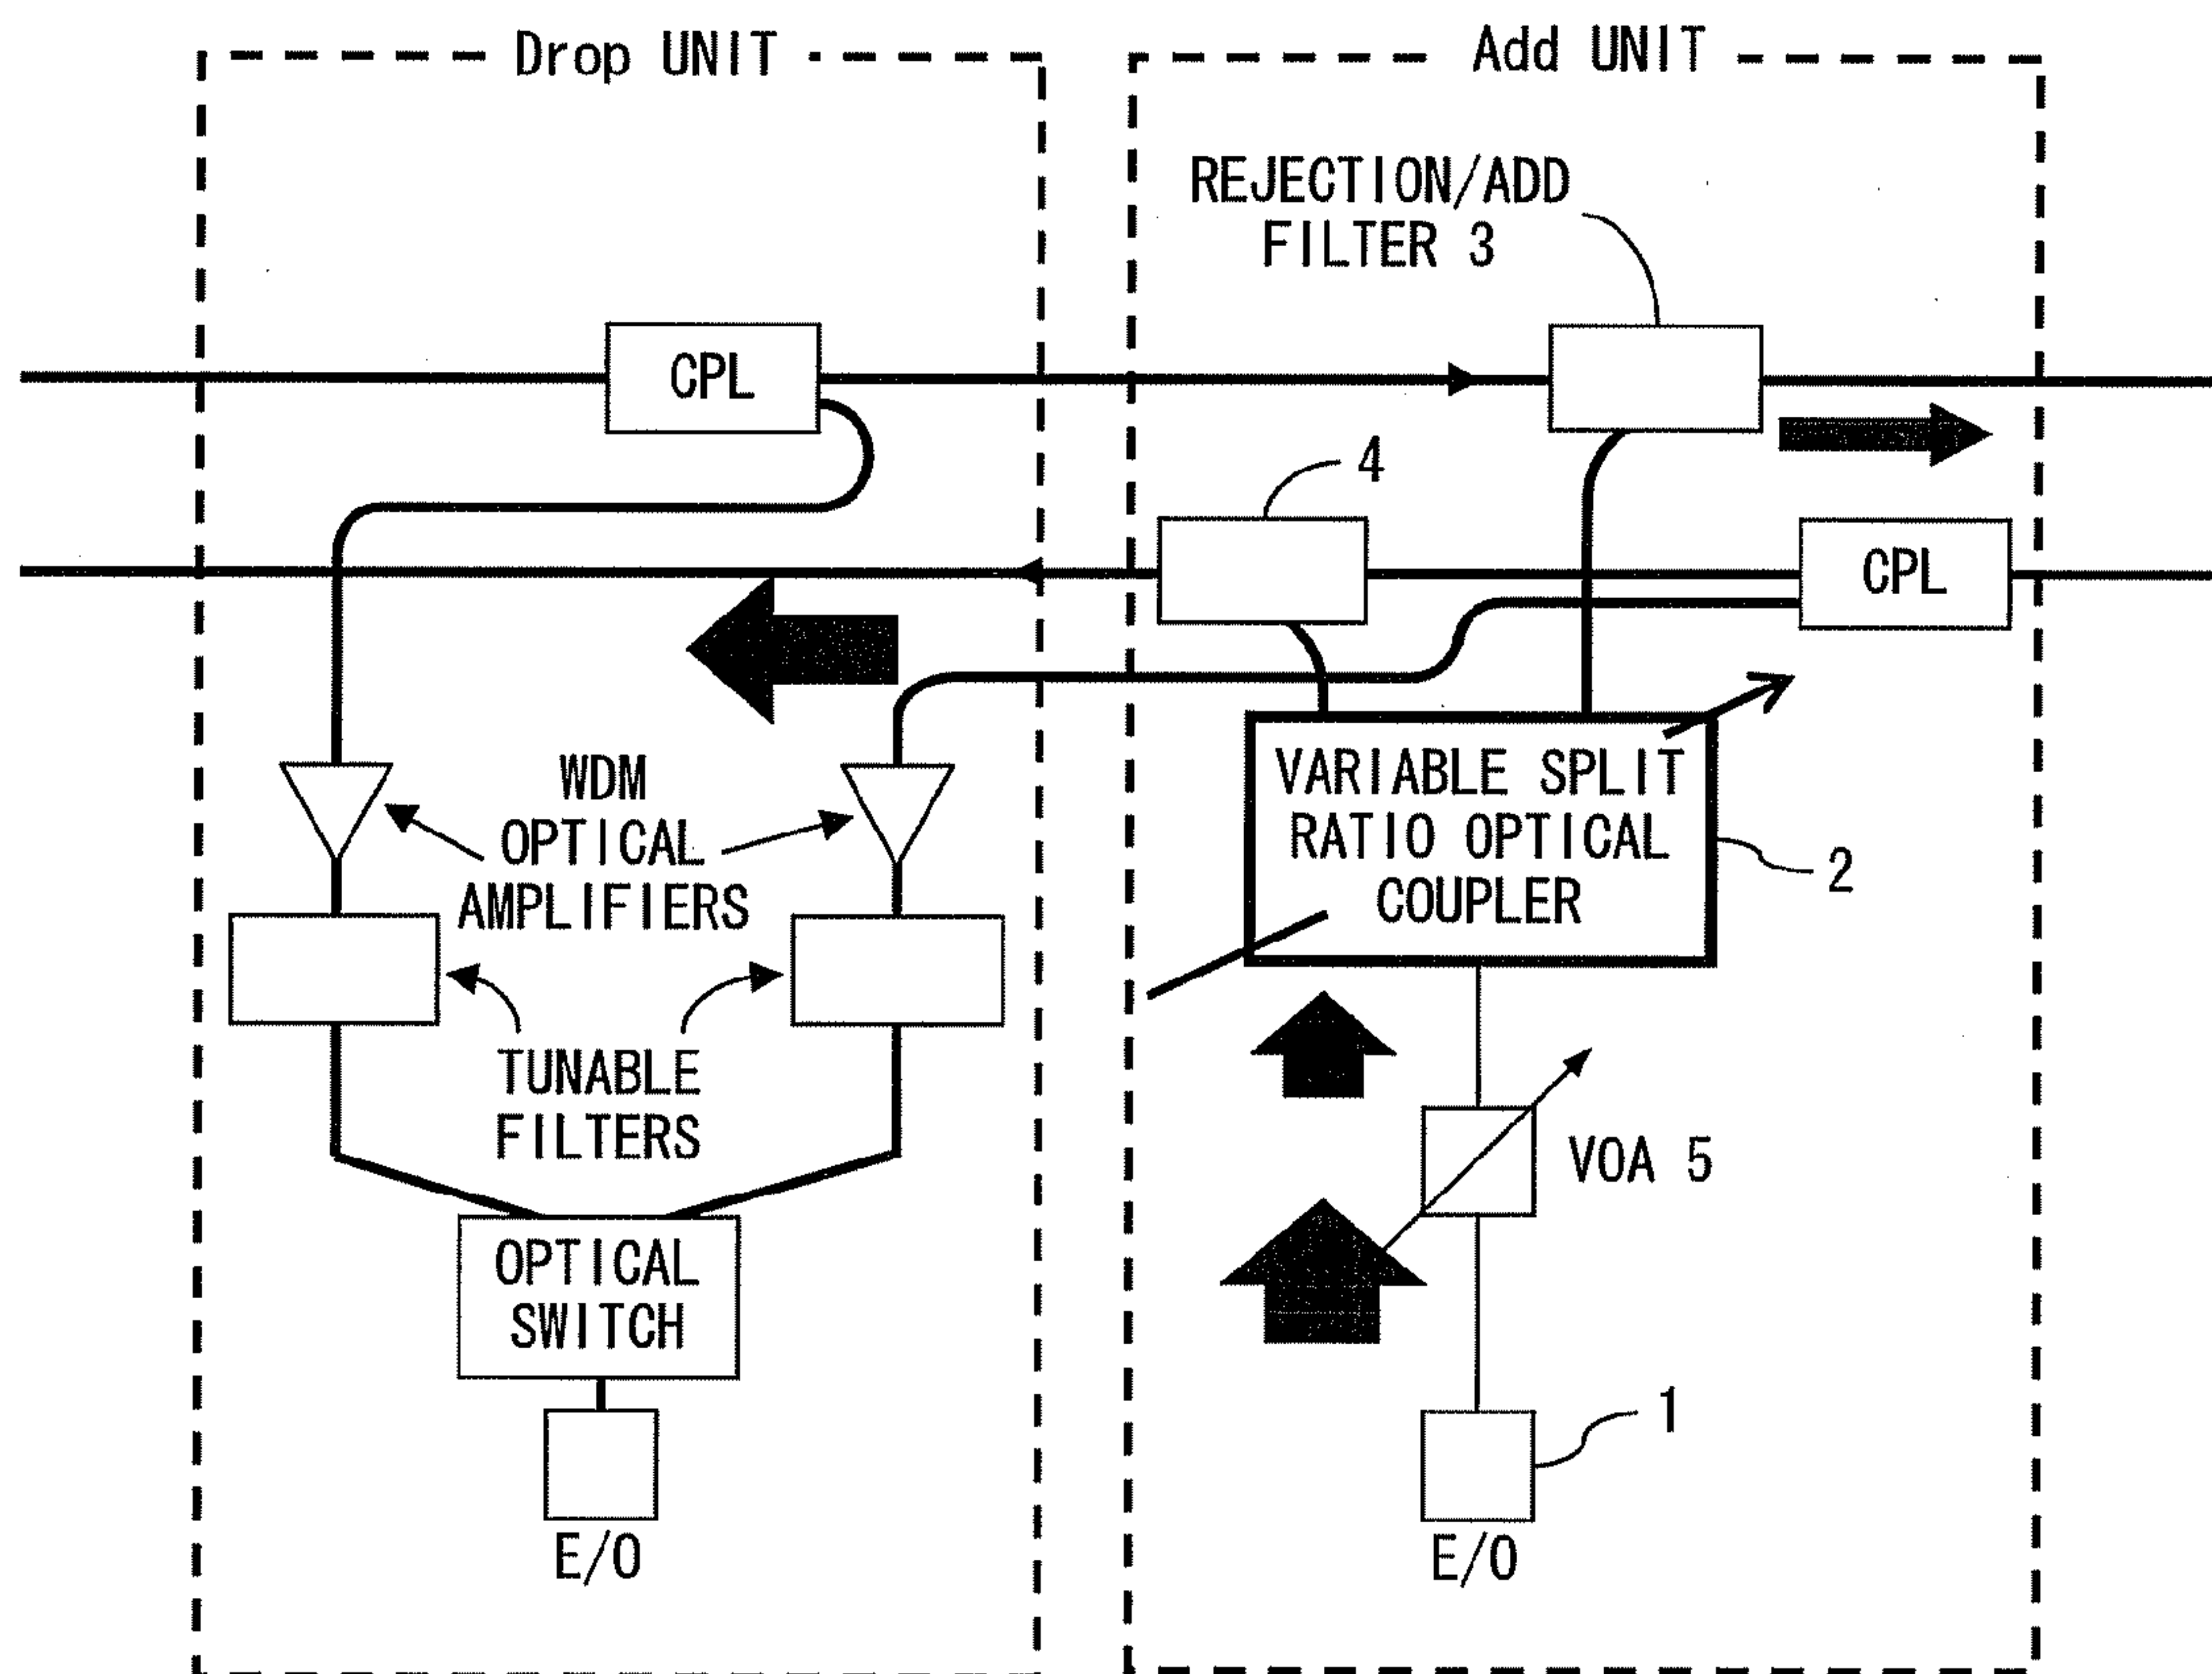 Drop UNIT
Add UNIT
REJECTION/ADD
FILTER 3
CPL
4
CPL
WDM
OPTICAL
AMPLIFIERS
VARIABLE SPLIT
RATIO OPTICAL
COUPLER
2
TUNABLE
FILTERS
VOA 5
OPTICAL
SWITCH
1
E/O
E/O